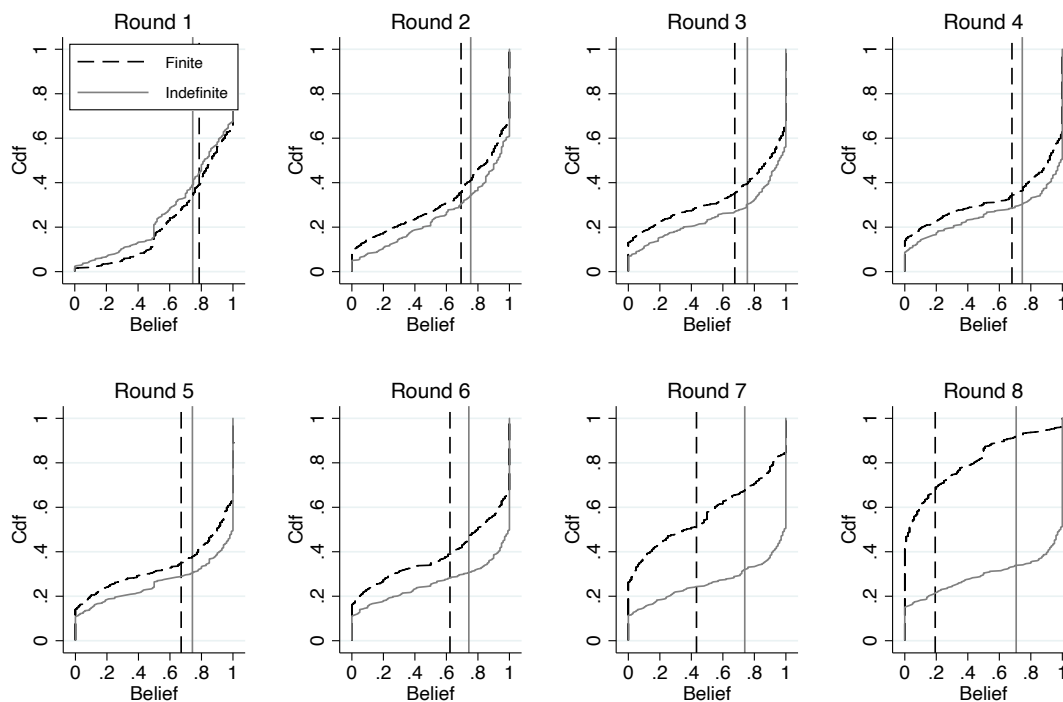 Round 1
Round 2
Round 3
Round 4
Finite
Indefinite
Cdf
0 .2 .4 .6 .8 1
0 .2 .4 .6 .8 1
Belief
Cdf
0 .2 .4 .6 .8 1
0 .2 .4 .6 .8 1
Belief
Cdf
0 .2 .4 .6 .8 1
0 .2 .4 .6 .8 1
Belief
Cdf
0 .2 .4 .6 .8 1
0 .2 .4 .6 .8 1
Belief
Round 5
Round 6
Round 7
Round 8
Cdf
0 .2 .4 .6 .8 1
0 .2 .4 .6 .8 1
Belief
Cdf
0 .2 .4 .6 .8 1
0 .2 .4 .6 .8 1
Belief
Cdf
0 .2 .4 .6 .8 1
0 .2 .4 .6 .8 1
Belief
Cdf
0 .2 .4 .6 .8 1
0 .2 .4 .6 .8 1
Belief